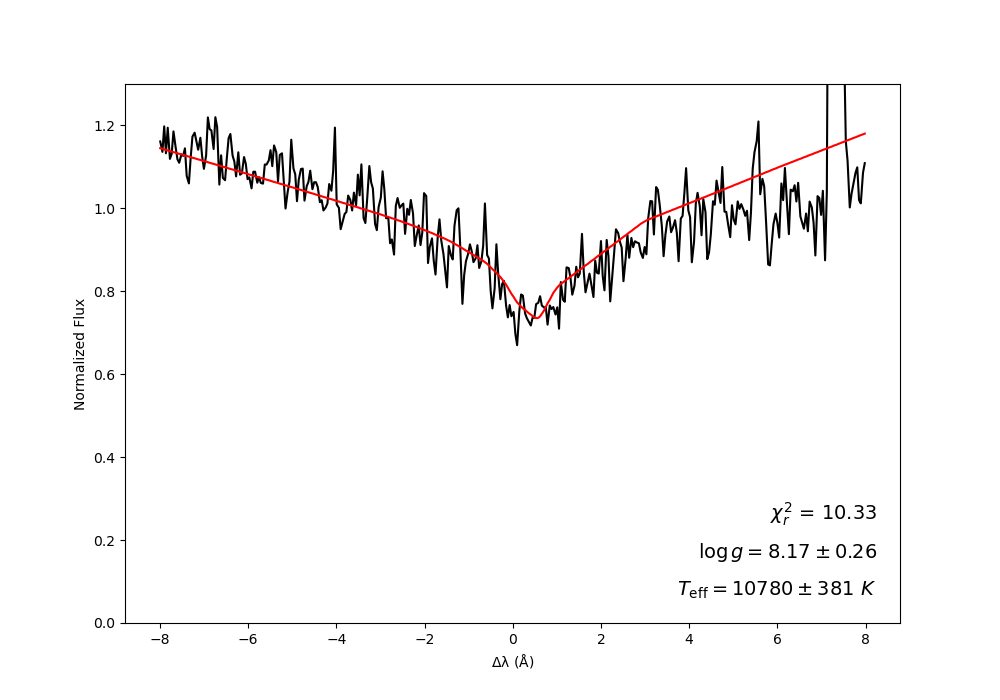 1.2
1.0
0.8
0.6
0.4
0.2
0.0
Normalized Flux
χ²ᵣ = 10.33
log g = 8.17 ± 0.26
T_eff = 10780 ± 381 K
−8 −6 −4 −2 0 2 4 6 8
Δλ (Å)